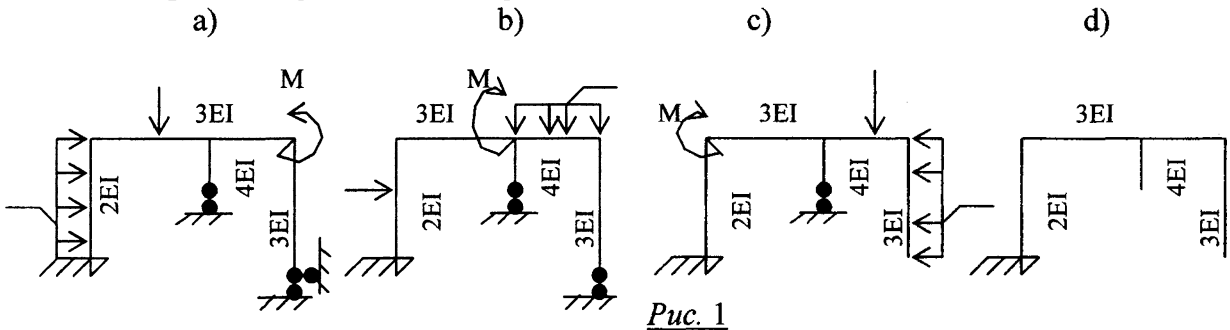 a) b) c) d)
M M
3EI 3EI 3EI 3EI
M
4EI 4EI 4EI 4EI
2EI 2EI 2EI 2EI
3EI 3EI 3EI 3EI
Рис. 1